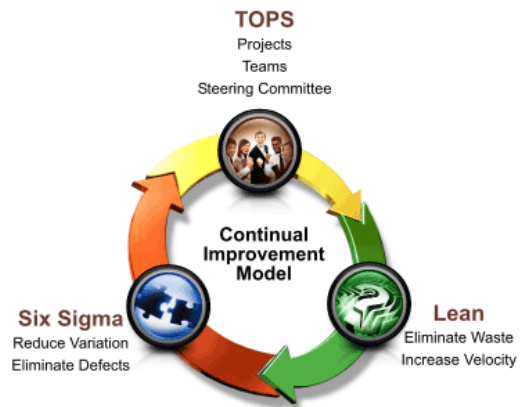 TOPS
Projects
Teams
Steering Committee
Continual
Improvement
Model
Six Sigma
Reduce Variation
Eliminate Defects
Lean
Eliminate Waste
Increase Velocity